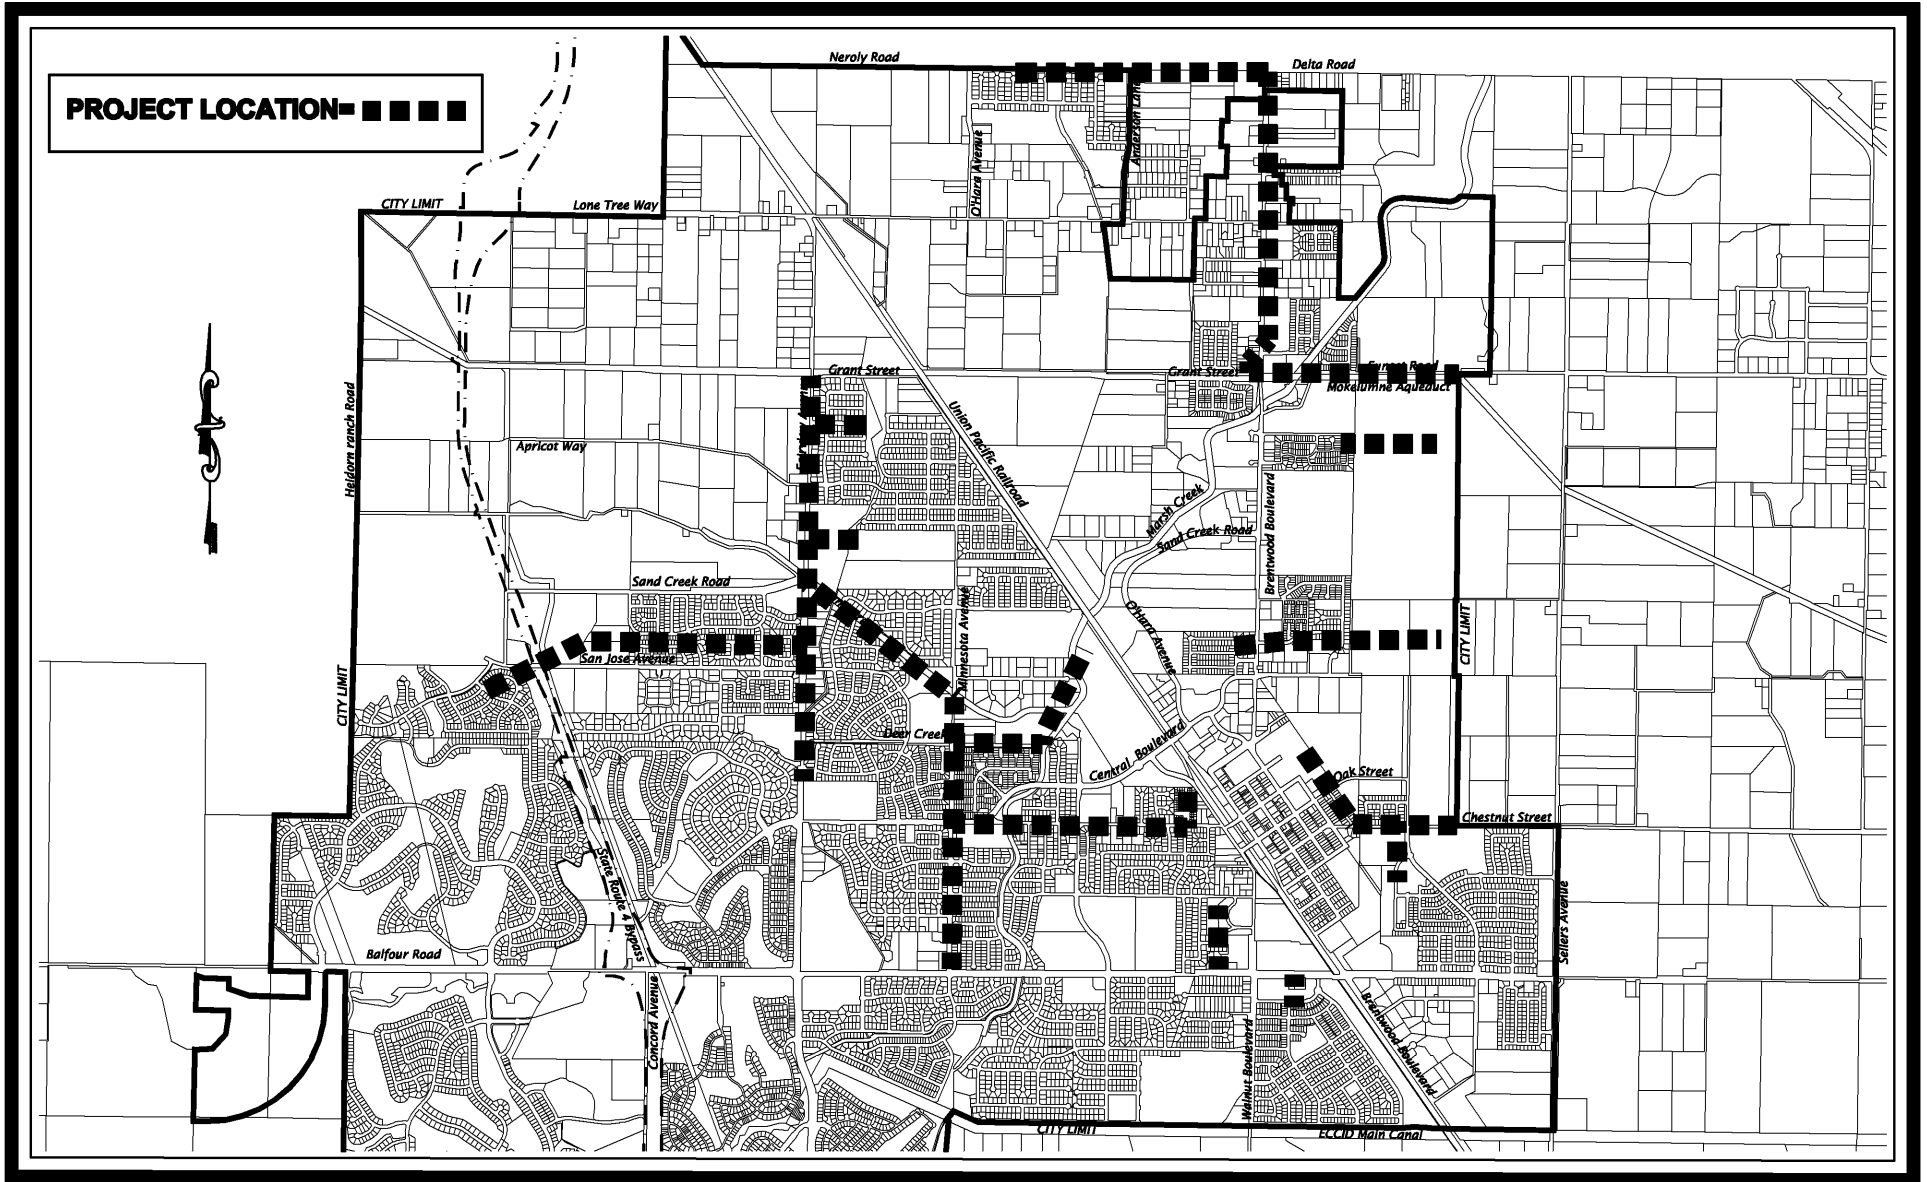 Neroly Road
Delta Road
PROJECT LOCATION=
Anderson Lane
O'Hara Avenue
CITY LIMIT
Lone Tree Way
Grant Street
Grant Street
Mokelumne Aqueduct
Heidorn ranch Road
Union Pacific Railroad
Apricot Way
Marsh Creek
Sand Creek Road
Brentwood Boulevard
Sand Creek Road
Minnesota Avenue
O'Hara Avenue
CITY LIMIT
San Jose Avenue
CITY LIMIT
Deer Creek
Central Boulevard
Oak Street
Chestnut Street
State Route 4 Bypass
Sellers Avenue
Balfour Road
Concord Avenue
Walnut Boulevard
Brentwood Boulevard
CITY LIMIT
ECCID Main Canal